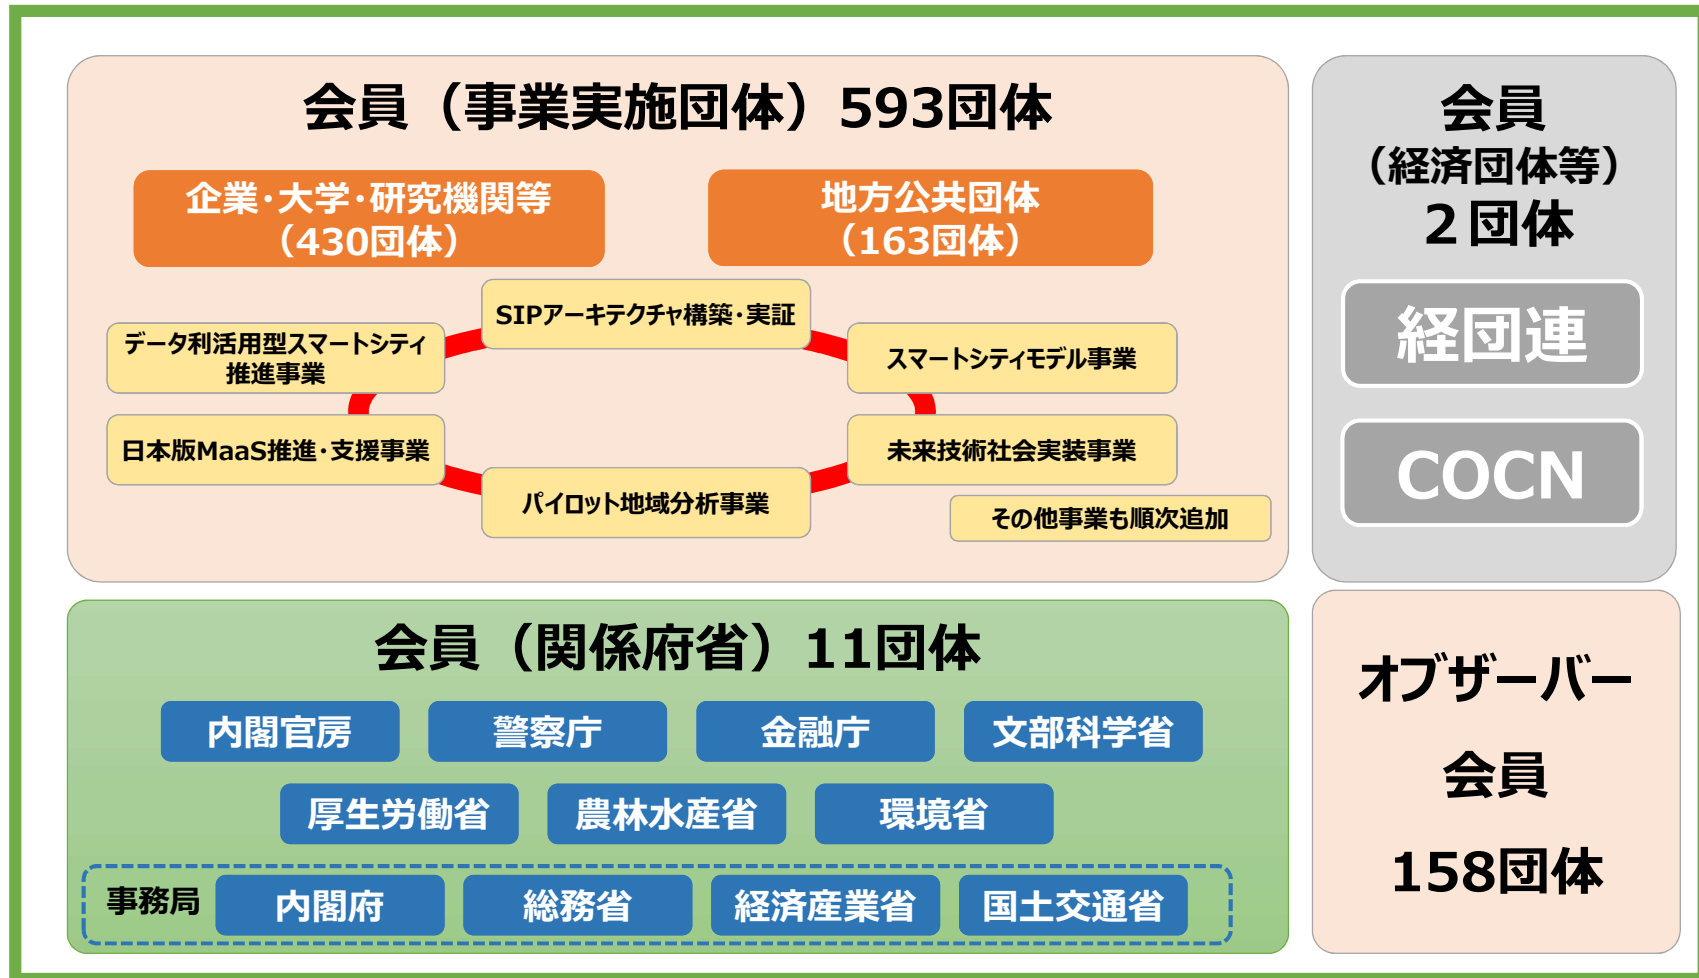 会員（事業実施団体）593団体
企業･大学･研究機関等
（430団体）
地方公共団体
（163団体）
SIPアーキテクチャ構築･実証
データ利活用型スマートシティ
推進事業
スマートシティモデル事業
日本版MaaS推進･支援事業
未来技術社会実装事業
パイロット地域分析事業
その他事業も順次追加
会員
（経済団体等）
２団体
経団連
COCN
会員（関係府省）11団体
内閣官房
警察庁
金融庁
文部科学省
厚生労働省
農林水産省
環境省
事務局
内閣府
総務省
経済産業省
国土交通省
オブザーバー
会員
158団体